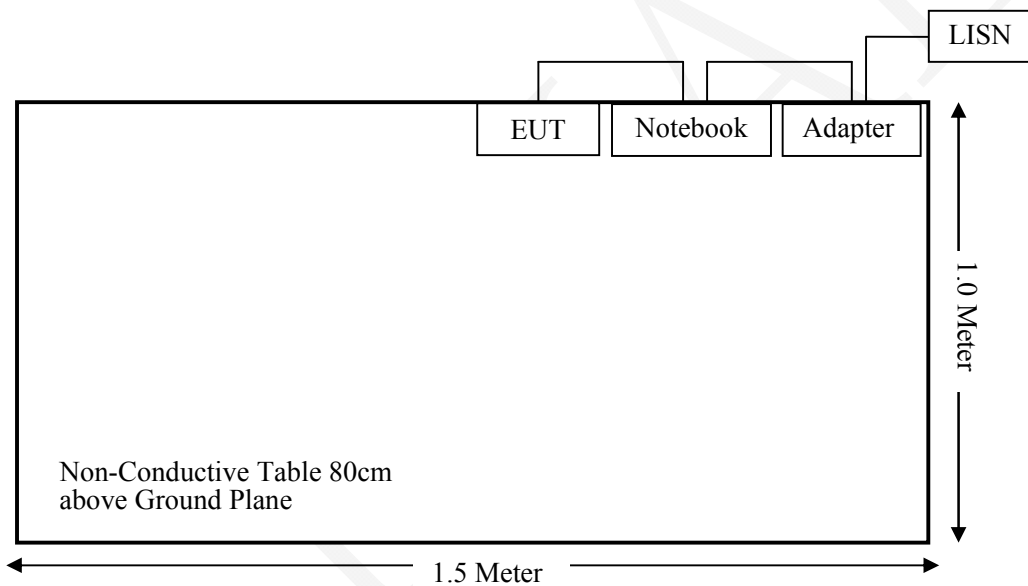 LISN
EUT
Notebook
Adapter
1.0 Meter
Non-Conductive Table 80cm
above Ground Plane
1.5 Meter